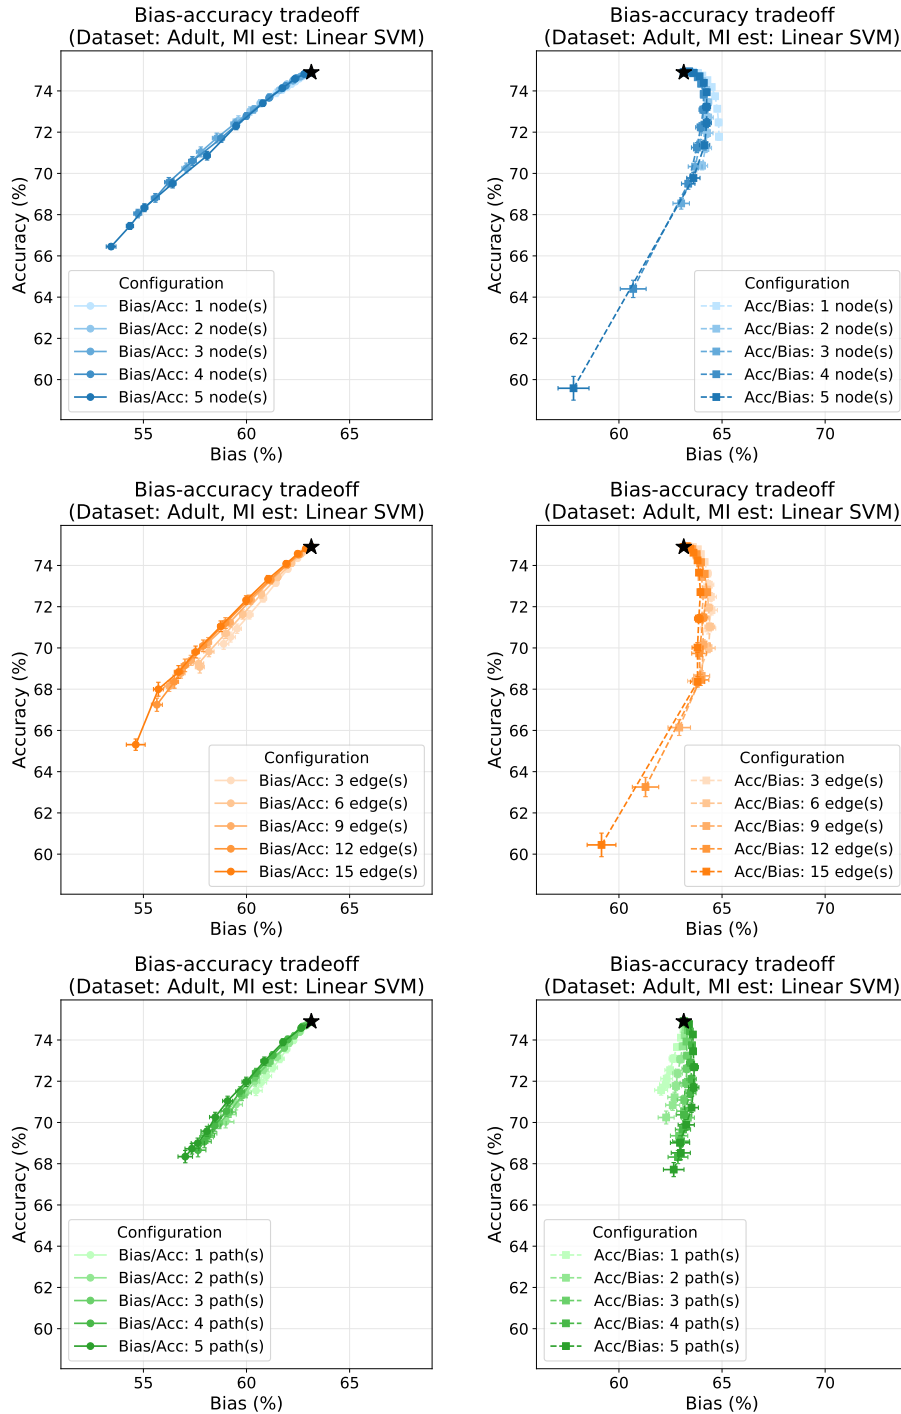 Bias-accuracy tradeoff
(Dataset: Adult, MI est: Linear SVM)
Accuracy (%)
74
72
70
68
66
64
62
60
Configuration
Bias/Acc: 1 node(s)
Bias/Acc: 2 node(s)
Bias/Acc: 3 node(s)
Bias/Acc: 4 node(s)
Bias/Acc: 5 node(s)
55 60 65
Bias (%)
Bias-accuracy tradeoff
(Dataset: Adult, MI est: Linear SVM)
Accuracy (%)
74
72
70
68
66
64
62
60
Configuration
Acc/Bias: 1 node(s)
Acc/Bias: 2 node(s)
Acc/Bias: 3 node(s)
Acc/Bias: 4 node(s)
Acc/Bias: 5 node(s)
60 65 70
Bias (%)
Bias-accuracy tradeoff
(Dataset: Adult, MI est: Linear SVM)
Accuracy (%)
74
72
70
68
66
64
62
60
Configuration
Bias/Acc: 3 edge(s)
Bias/Acc: 6 edge(s)
Bias/Acc: 9 edge(s)
Bias/Acc: 12 edge(s)
Bias/Acc: 15 edge(s)
55 60 65
Bias (%)
Bias-accuracy tradeoff
(Dataset: Adult, MI est: Linear SVM)
Accuracy (%)
74
72
70
68
66
64
62
60
Configuration
Acc/Bias: 3 edge(s)
Acc/Bias: 6 edge(s)
Acc/Bias: 9 edge(s)
Acc/Bias: 12 edge(s)
Acc/Bias: 15 edge(s)
60 65 70
Bias (%)
Bias-accuracy tradeoff
(Dataset: Adult, MI est: Linear SVM)
Accuracy (%)
74
72
70
68
66
64
62
60
Configuration
Bias/Acc: 1 path(s)
Bias/Acc: 2 path(s)
Bias/Acc: 3 path(s)
Bias/Acc: 4 path(s)
Bias/Acc: 5 path(s)
55 60 65
Bias (%)
Bias-accuracy tradeoff
(Dataset: Adult, MI est: Linear SVM)
Accuracy (%)
74
72
70
68
66
64
62
60
Configuration
Acc/Bias: 1 path(s)
Acc/Bias: 2 path(s)
Acc/Bias: 3 path(s)
Acc/Bias: 4 path(s)
Acc/Bias: 5 path(s)
60 65 70
Bias (%)